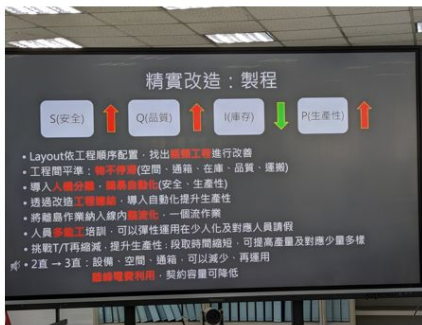 精實改造：製程
S(安全) Q(品質) I(庫存) P(生產性)
• Layout依工程順序配置，找出瓶頸工程進行改善
• 工程間平準：箱不停滯(空間、通箱、在庫、品質、運搬)
• 導入人機分離，簡易自動化(安全、生產性)
• 透過改造工程連結，導入自動化提升生產性
• 將離島作業納入線內整流化，一個流作業
• 人員多能工培訓，可以彈性運用在少人化及對應人員請假
• 挑戰T/T再縮減，提升生產性；段取時間縮短，可提高產量及對應少量多樣
• 2直 → 3直：設備、空間、通箱，可以減少、再運用
離峰電費利用，契約容量可降低